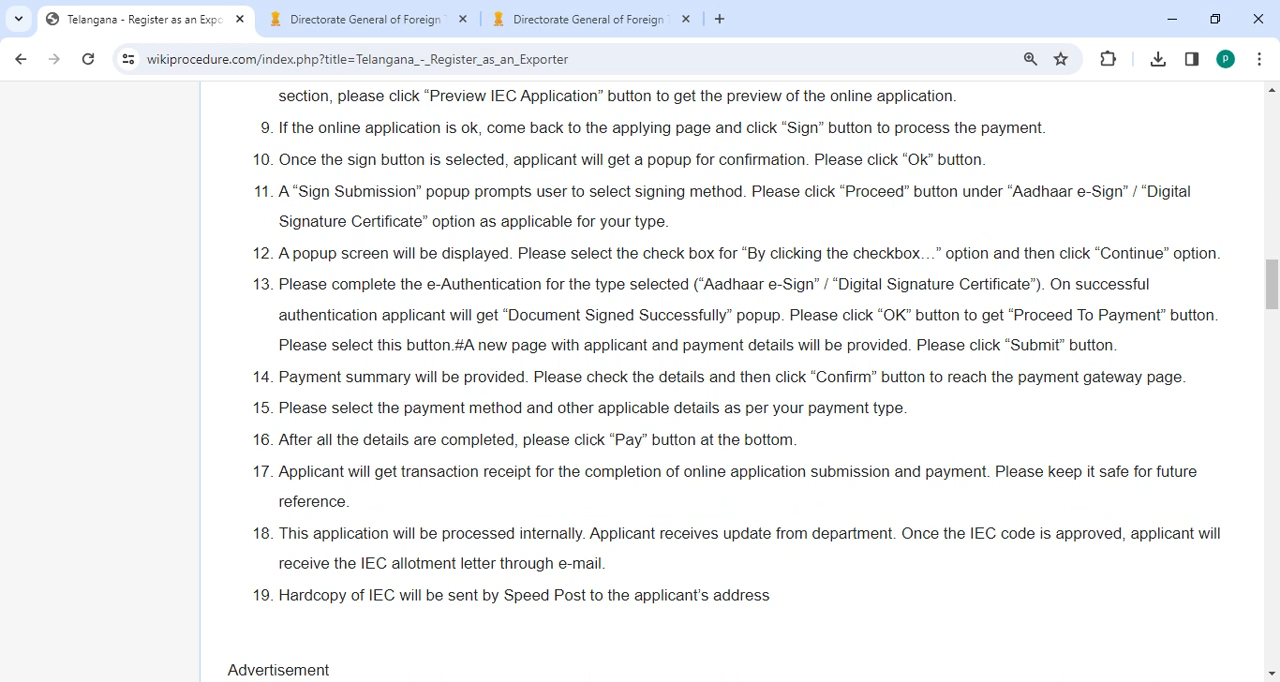 Telangana - Register as an Expo
Directorate General of Foreign
Directorate General of Foreign
wikiprocedure.com/index.php?title=Telangana_-_Register_as_an_Exporter
P
section, please click “Preview IEC Application” button to get the preview of the online application.
9. If the online application is ok, come back to the applying page and click “Sign” button to process the payment.
10. Once the sign button is selected, applicant will get a popup for confirmation. Please click “Ok” button.
11. A “Sign Submission” popup prompts user to select signing method. Please click “Proceed” button under “Aadhaar e-Sign” / “Digital
Signature Certificate” option as applicable for your type.
12. A popup screen will be displayed. Please select the check box for “By clicking the checkbox…” option and then click “Continue” option.
13. Please complete the e-Authentication for the type selected (“Aadhaar e-Sign” / “Digital Signature Certificate”). On successful
authentication applicant will get “Document Signed Successfully” popup. Please click “OK” button to get “Proceed To Payment” button.
Please select this button.#A new page with applicant and payment details will be provided. Please click “Submit” button.
14. Payment summary will be provided. Please check the details and then click “Confirm” button to reach the payment gateway page.
15. Please select the payment method and other applicable details as per your payment type.
16. After all the details are completed, please click “Pay” button at the bottom.
17. Applicant will get transaction receipt for the completion of online application submission and payment. Please keep it safe for future
reference.
18. This application will be processed internally. Applicant receives update from department. Once the IEC code is approved, applicant will
receive the IEC allotment letter through e-mail.
19. Hardcopy of IEC will be sent by Speed Post to the applicant’s address
Advertisement